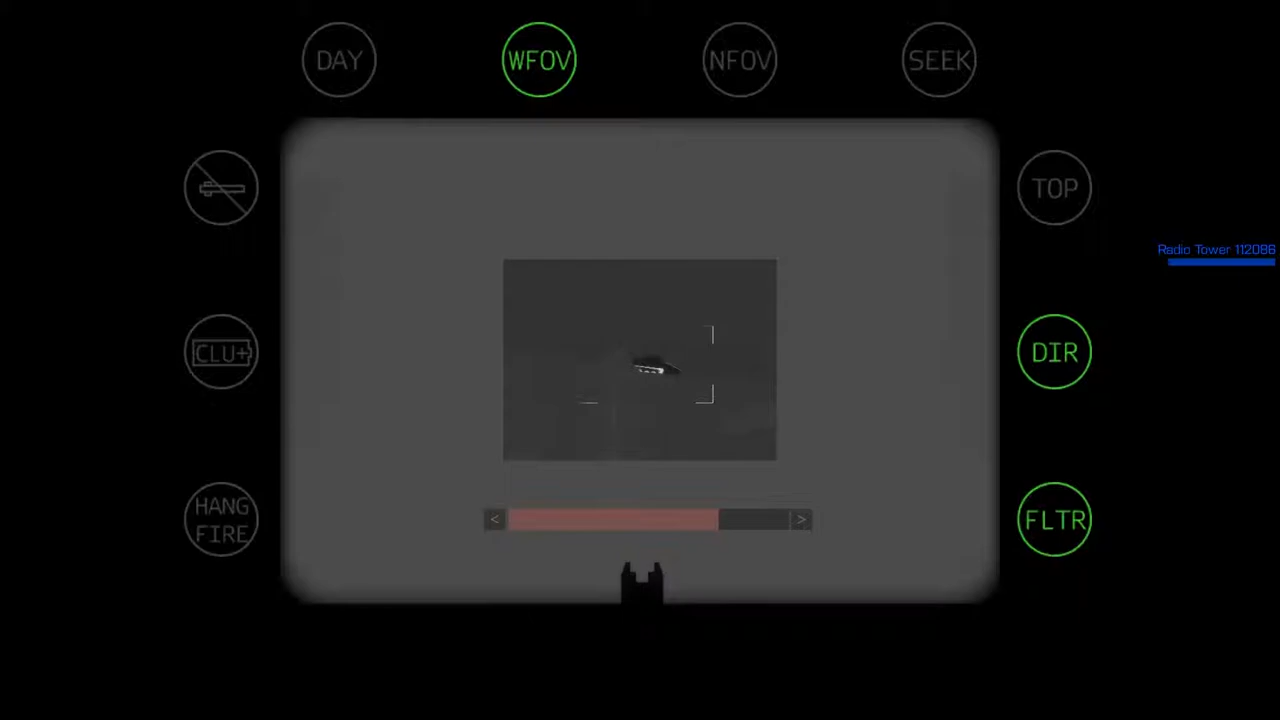 DAY
WFOV
NFOV
SEEK
TOP
Radio Tower 112086
CLU+
DIR
HANG
FIRE
< >
FLTR